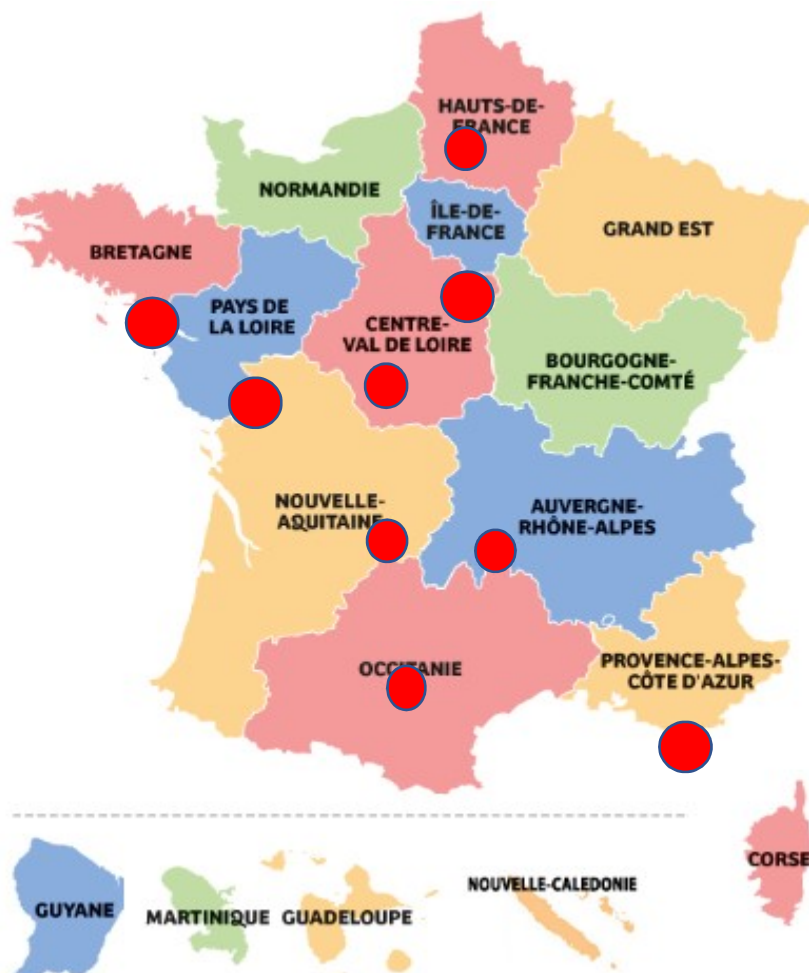 HAUTS-DE-
FRANCE
NORMANDIE
ÎLE-DE-
FRANCE
GRAND EST
BRETAGNE
PAYS DE
LA LOIRE
CENTRE-
VAL DE LOIRE
BOURGOGNE-
FRANCHE-COMTÉ
NOUVELLE-
AQUITAINE
AUVERGNE-
RHÔNE-ALPES
OCCITANIE
PROVENCE-ALPES-
CÔTE D'AZUR
CORSE
GUYANE
MARTINIQUE
GUADELOUPE
NOUVELLE-CALEDONIE